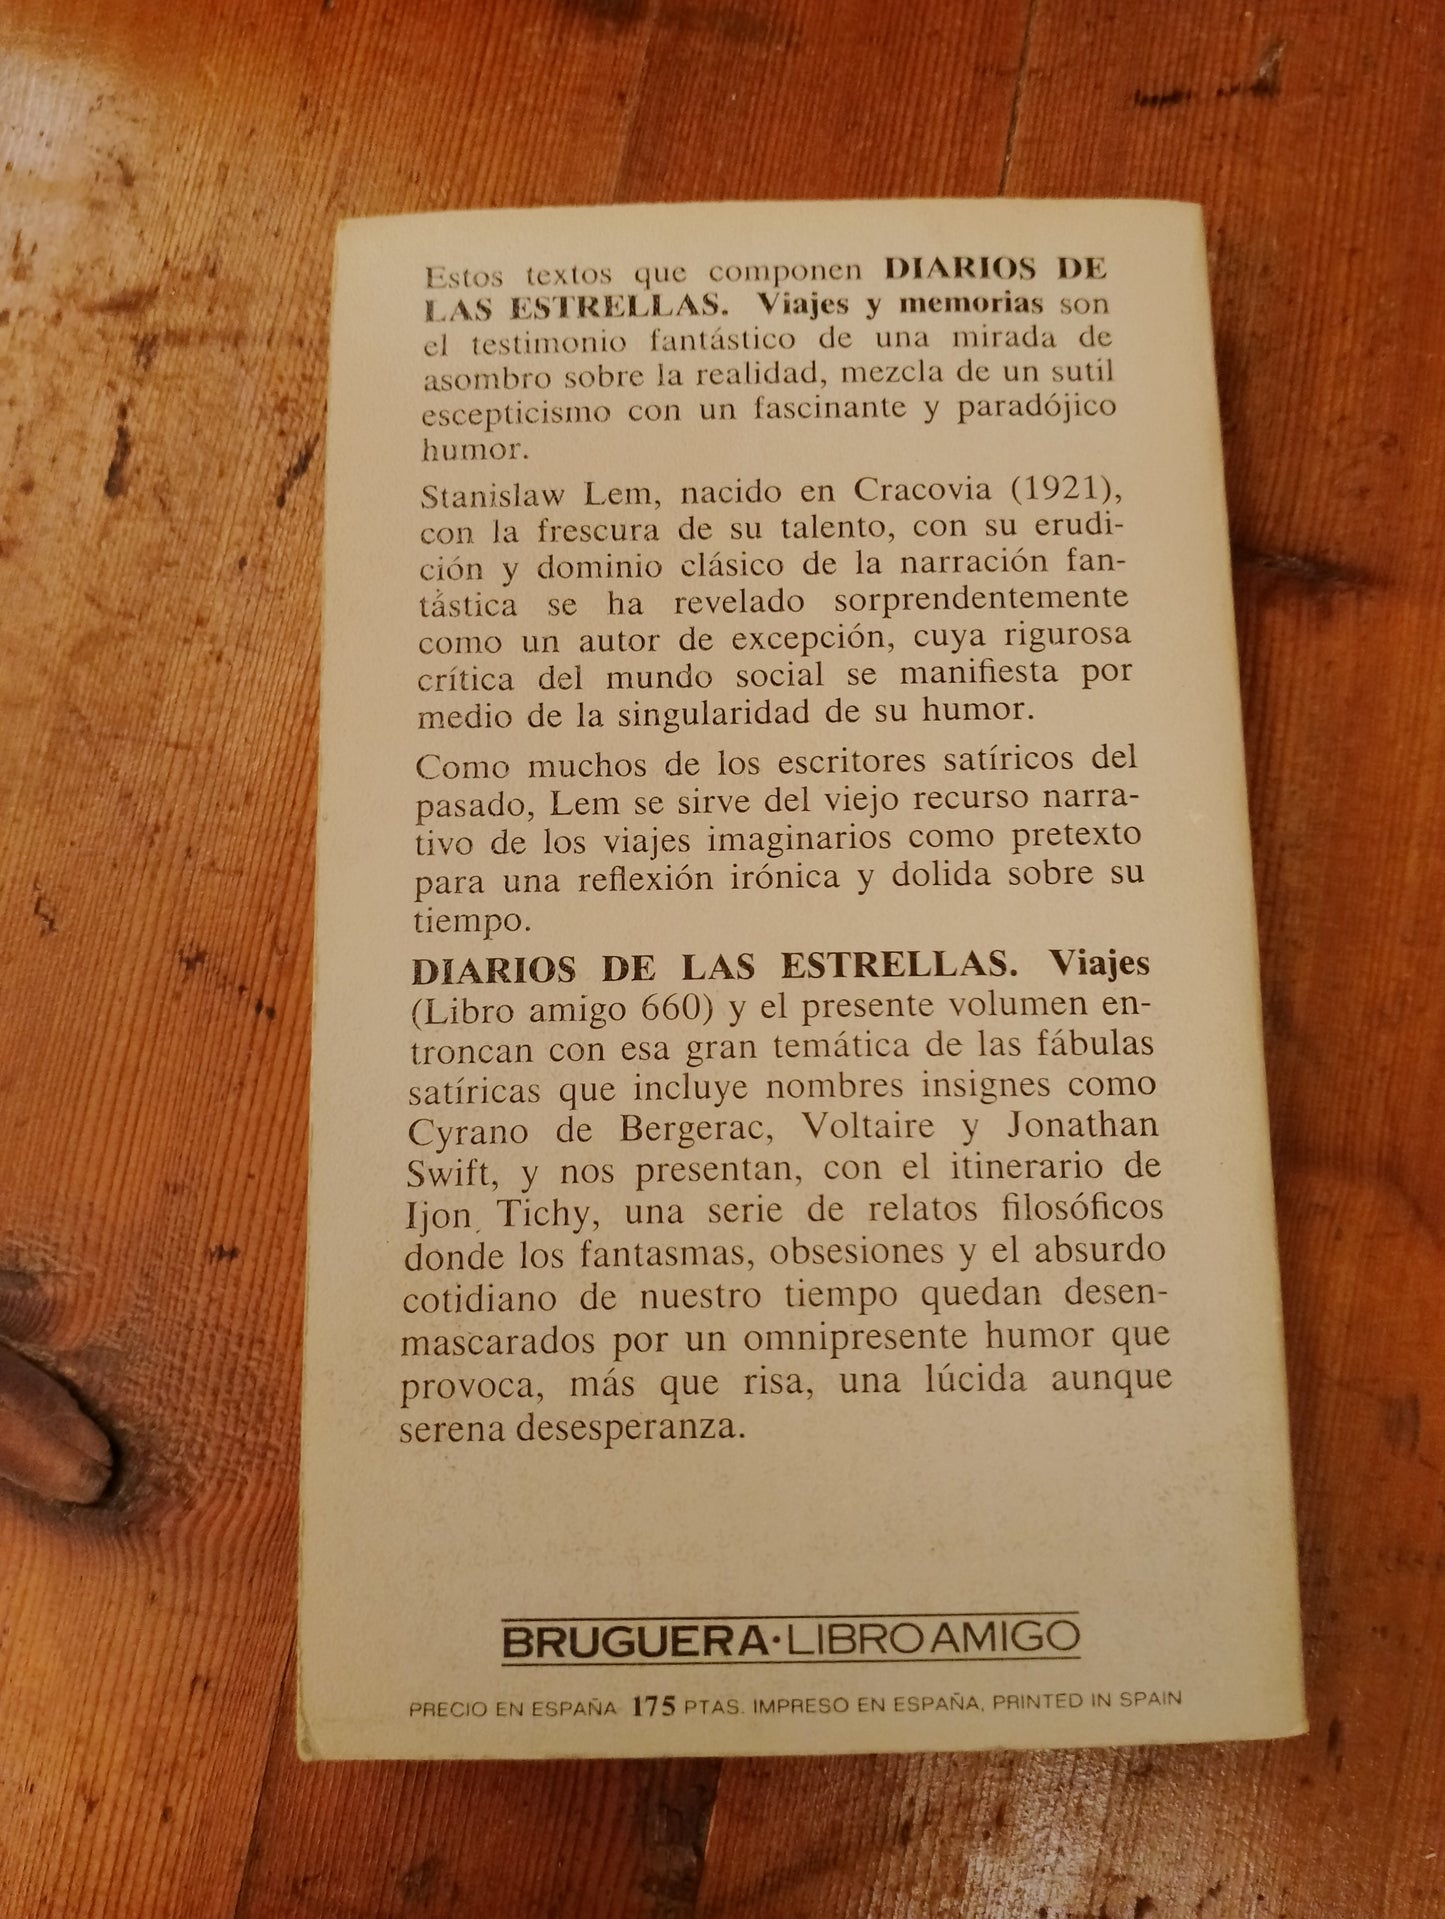 Estos textos que componen DIARIOS DE
LAS ESTRELLAS. Viajes y memorias son
el testimonio fantástico de una mirada de
asombro sobre la realidad, mezcla de un sutil
escepticismo con un fascinante y paradójico
humor.
Stanislaw Lem, nacido en Cracovia (1921),
con la frescura de su talento, con su erudi-
ción y dominio clásico de la narración fan-
tástica se ha revelado sorprendentemente
como un autor de excepción, cuya rigurosa
crítica del mundo social se manifiesta por
medio de la singularidad de su humor.
Como muchos de los escritores satíricos del
pasado, Lem se sirve del viejo recurso narra-
tivo de los viajes imaginarios como pretexto
para una reflexión irónica y dolida sobre su
tiempo.
DIARIOS DE LAS ESTRELLAS. Viajes
(Libro amigo 660) y el presente volumen en-
troncan con esa gran temática de las fábulas
satíricas que incluye nombres insignes como
Cyrano de Bergerac, Voltaire y Jonathan
Swift, y nos presentan, con el itinerario de
Ijon Tichy, una serie de relatos filosóficos
donde los fantasmas, obsesiones y el absurdo
cotidiano de nuestro tiempo quedan desen-
mascarados por un omnipresente humor que
provoca, más que risa, una lúcida aunque
serena desesperanza.
BRUGUERA·LIBRO AMIGO
PRECIO EN ESPAÑA 175 PTAS. IMPRESO EN ESPAÑA, PRINTED IN SPAIN